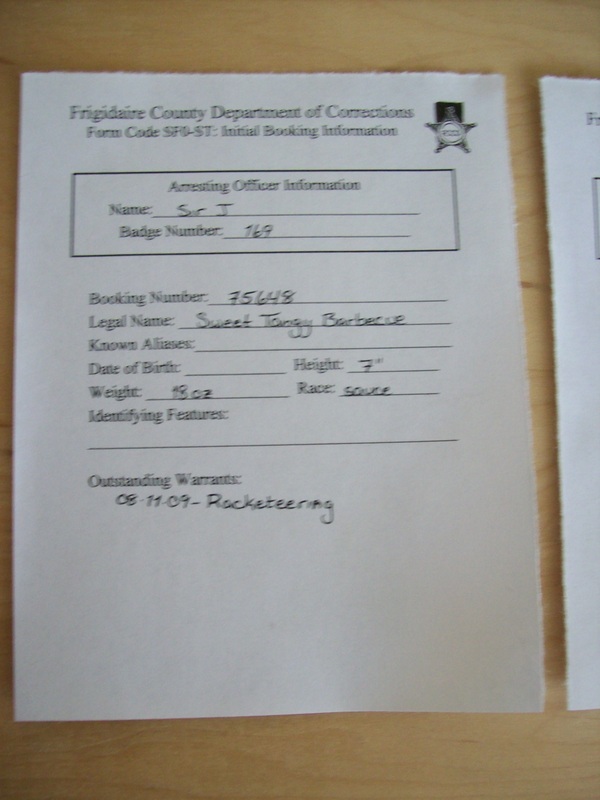 Frigidaire County Department of Corrections
Form Code SF0-ST: Initial Booking Information
Arresting Officer Information
Name: Sir J
Badge Number: 169
Booking Number: 75648
Legal Name: Sweet Tangy Barbecue
Known Aliases:
Date of Birth: Height: 7"
Weight: 18 oz Race: sauce
Identifying Features:
Outstanding Warrants:
08-11-09- Racketeering
Fr